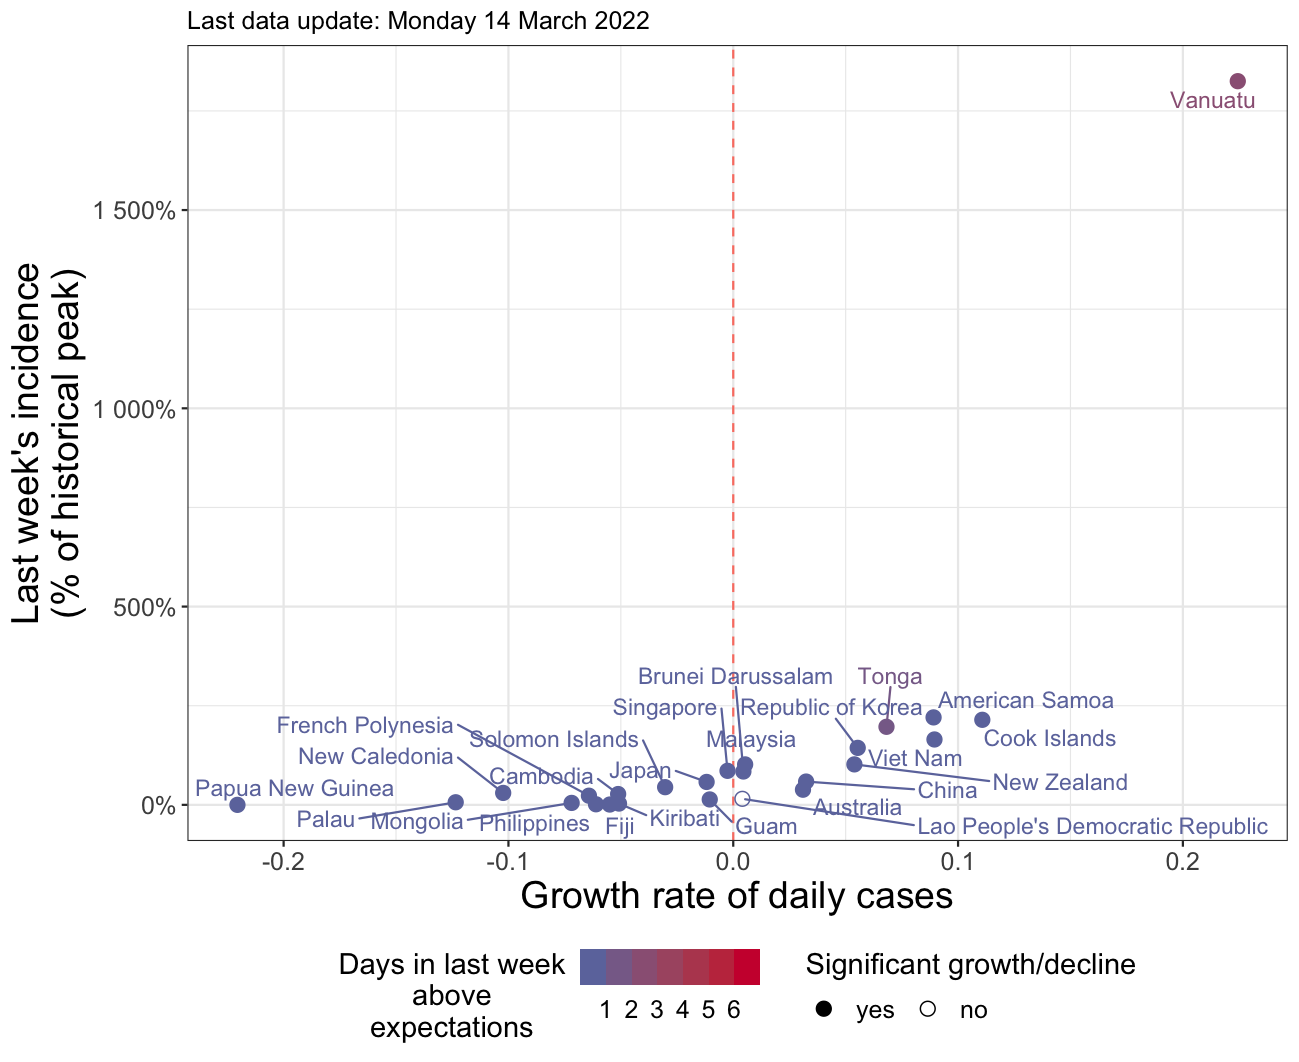 Last data update: Monday 14 March 2022
Vanuatu
1 500%
1 000%
500%
0%
Last week's incidence
(% of historical peak)
Brunei Darussalam
Tonga
American Samoa
Singapore
Republic of Korea
French Polynesia
Solomon Islands
Malaysia
Cook Islands
New Caledonia
Viet Nam
Cambodia
Japan
New Zealand
Papua New Guinea
China
Australia
Palau
Mongolia
Philippines
Fiji
Kiribati
Guam
Lao People's Democratic Republic
-0.2
-0.1
0.0
0.1
0.2
Growth rate of daily cases
Days in last week
above
expectations
1 2 3 4 5 6
Significant growth/decline
yes
no